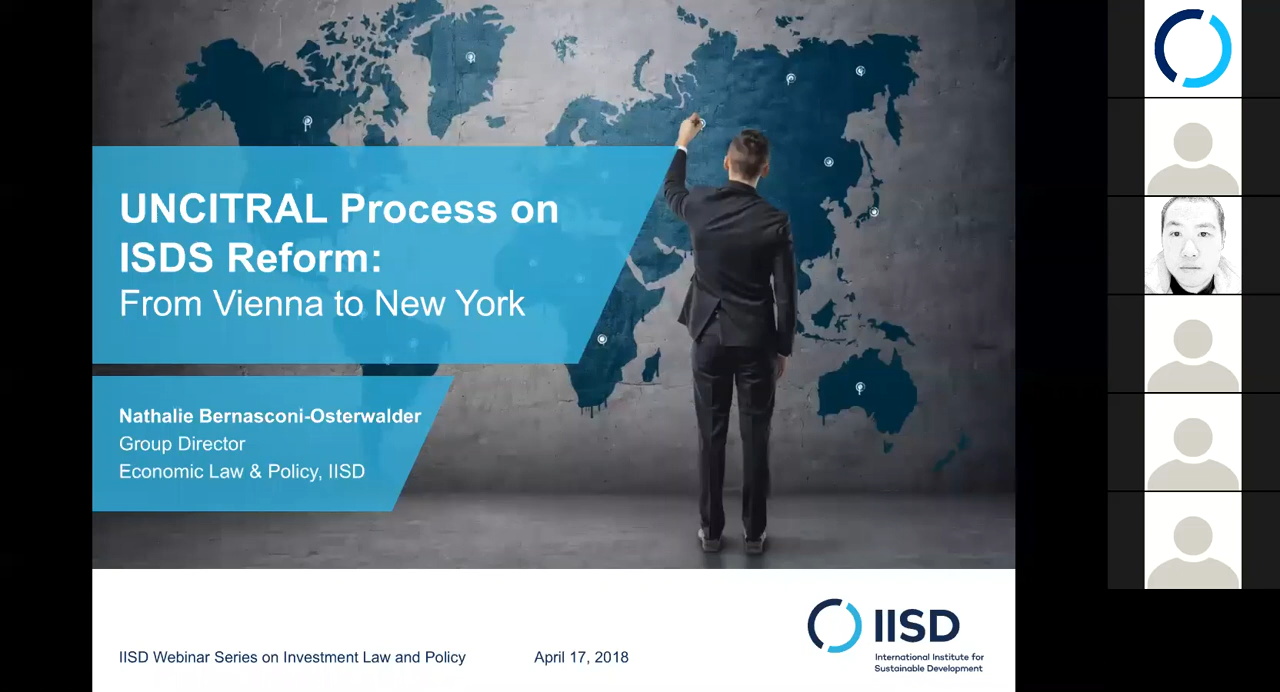 UNCITRAL Process on
ISDS Reform:
From Vienna to New York
Nathalie Bernasconi-Osterwalder
Group Director
Economic Law & Policy, IISD
IISD Webinar Series on Investment Law and Policy
April 17, 2018
IISD
International Institute for
Sustainable Development